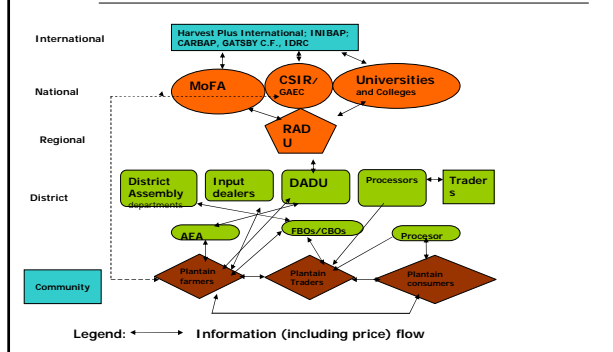 International
Harvest Plus International; INIBAP;
CARBAP, GATSBY C.F., IDRC
National
MoFA
CSIR/
GAEC
Universities
and Colleges
Regional
RAD
U
District
District
Assembly
departments
Input
dealers
DADU
Processors
Trader
s
AEA
FBOs/CBOs
Procesor
Community
Plantain
farmers
Plantain
Traders
Plantain
consumers
Legend:
Information (including price) flow